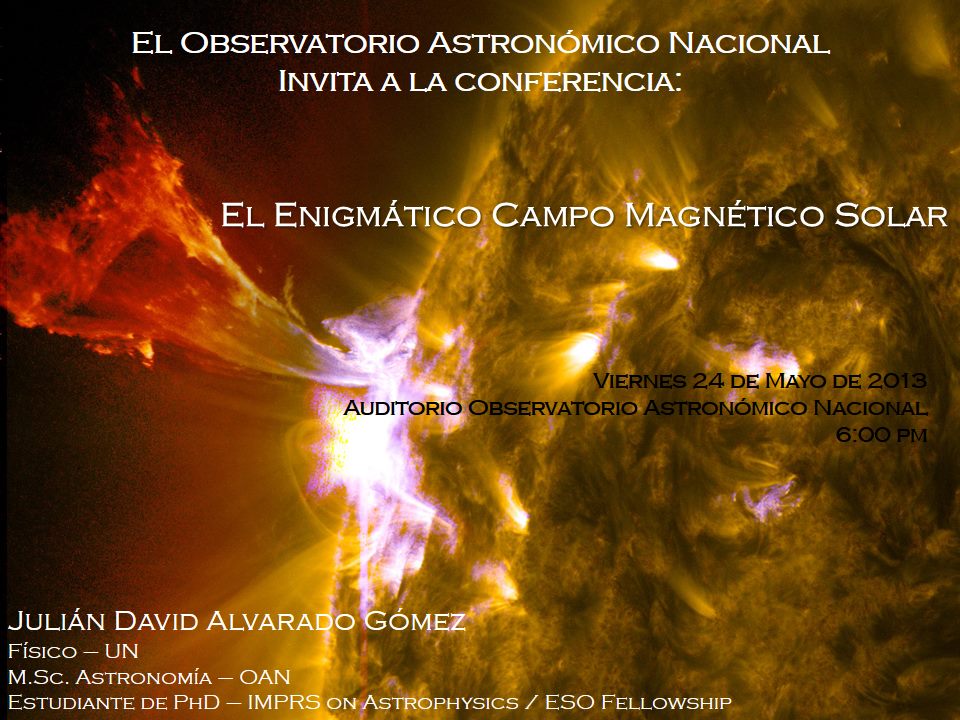 El Observatorio Astronómico Nacional
Invita a la conferencia:
El Enigmático Campo Magnético Solar
Viernes 24 de Mayo de 2013
Auditorio Observatorio Astronómico Nacional
6:00 pm
Julián David Alvarado Gómez
Físico – UN
M.Sc. Astronomía – OAN
Estudiante de PhD – IMPRS on Astrophysics / ESO Fellowship